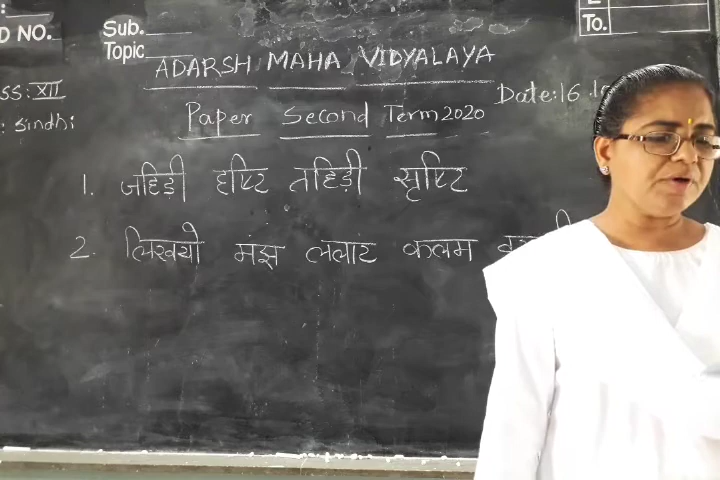 D NO.
Sub.
Topic
To.
ADARSH MAHA VIDYALAYA
SS: XII
Date: 16.
: Sindhi
Paper Second Term 2020
1. जहिड़ी दृष्टि तहिड़ी सृष्टि
2. लिखयो मंझ ललाट कलम